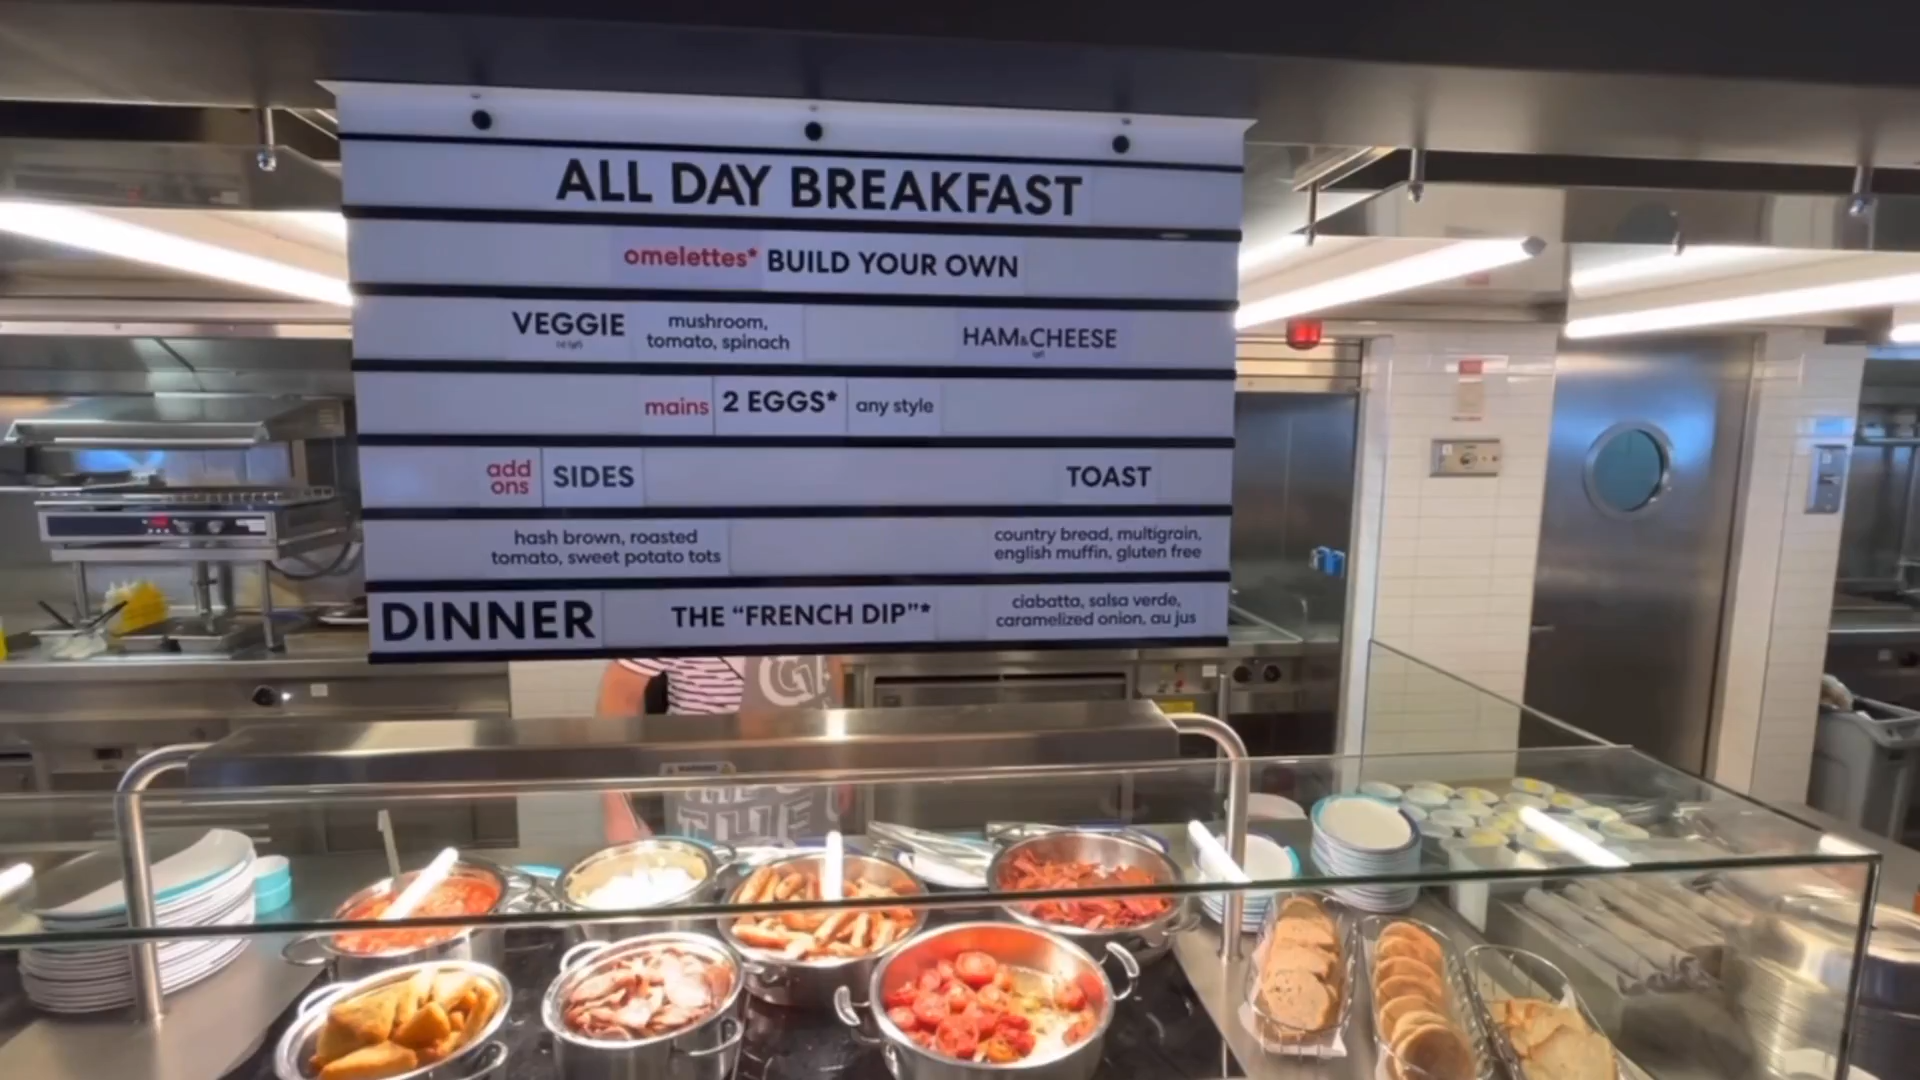 ALL DAY BREAKFAST
omelettes* BUILD YOUR OWN
VEGGIE mushroom, tomato, spinach HAM&CHEESE
mains 2 EGGS* any style
add ons SIDES TOAST
hash brown, roasted tomato, sweet potato tots country bread, multigrain, english muffin, gluten free
DINNER THE “FRENCH DIP”* ciabatta, salsa verde, caramelized onion, au jus